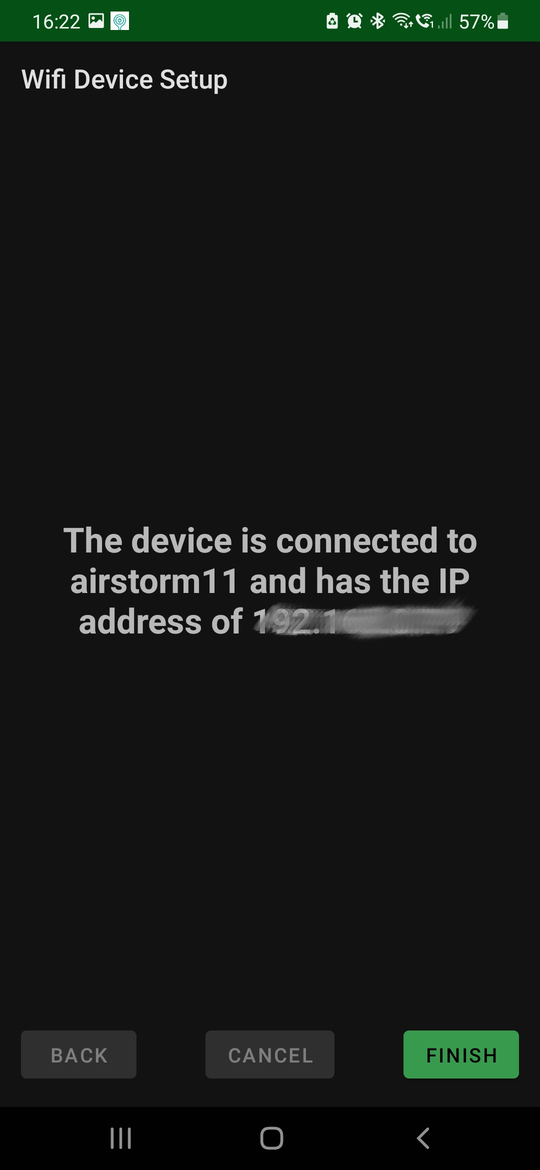 16:22
57%
Wifi Device Setup
The device is connected to
airstorm11 and has the IP
address of 192.1
BACK
CANCEL
FINISH